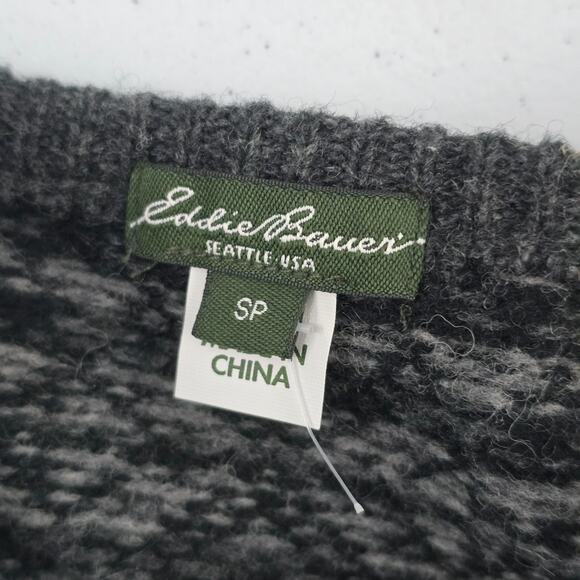 Eddie Bauer
SEATTLE USA
SP
CHINA